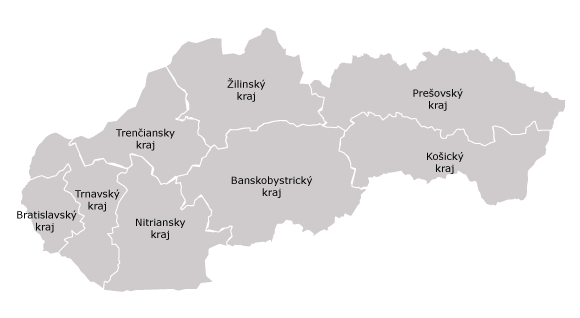 Žilinský
kraj
Prešovský
kraj
Trenčiansky
kraj
Košický
kraj
Banskobystrický
kraj
Trnavský
kraj
Bratislavský
kraj
Nitriansky
kraj